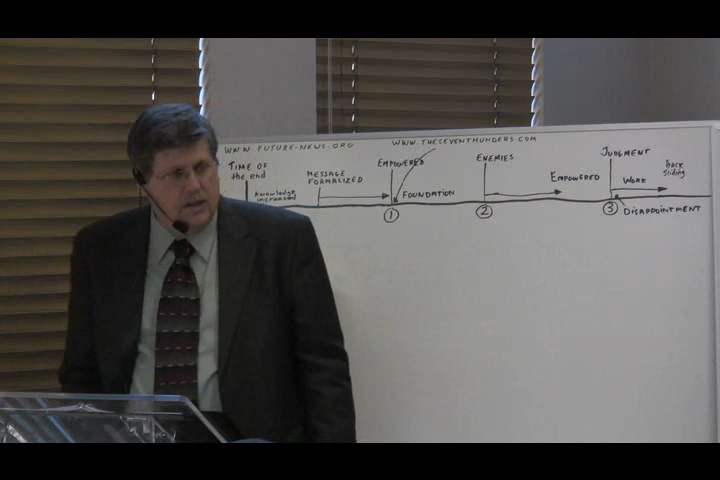 WWW.FUTURE-NEWS.ORG
WWW.THESEVENTHUNDERS.COM
TIME OF
the end
Knowledge
increased
MESSAGE
FORMALIZED
EMPOWERED
FOUNDATION
ENEMIES
EMPOWERED
JUDGMENT
WORK
back
sliding
DISAPPOINTMENT
1
2
3